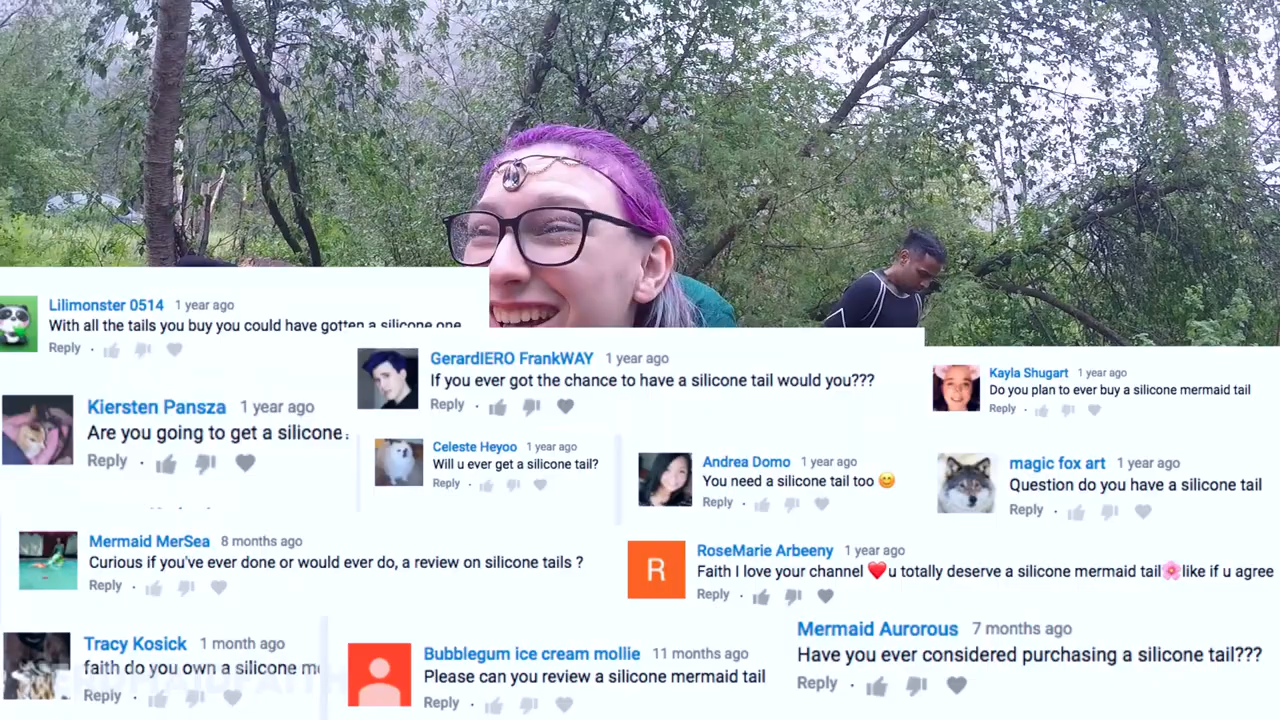 Lilimonster 0514 1 year ago
With all the tails you buy you could have gotten a silicone one
Reply
GerardIERO FrankWAY 1 year ago
If you ever got the chance to have a silicone tail would you???
Reply
Kayla Shugart 1 year ago
Do you plan to ever buy a silicone mermaid tail
Reply
Kiersten Pansza 1 year ago
Are you going to get a silicone
Reply
Celeste Heyoo 1 year ago
Will u ever get a silicone tail?
Reply
Andrea Domo 1 year ago
You need a silicone tail too 😊
Reply
magic fox art 1 year ago
Question do you have a silicone tail
Reply
Mermaid MerSea 8 months ago
Curious if you've ever done or would ever do, a review on silicone tails ?
Reply
R
RoseMarie Arbeeny 1 year ago
Faith I love your channel ❤️u totally deserve a silicone mermaid tail🌸like if u agree
Reply
Tracy Kosick 1 month ago
faith do you own a silicone
Reply
Bubblegum ice cream mollie 11 months ago
Please can you review a silicone mermaid tail
Reply
Mermaid Aurorous 7 months ago
Have you ever considered purchasing a silicone tail???
Reply